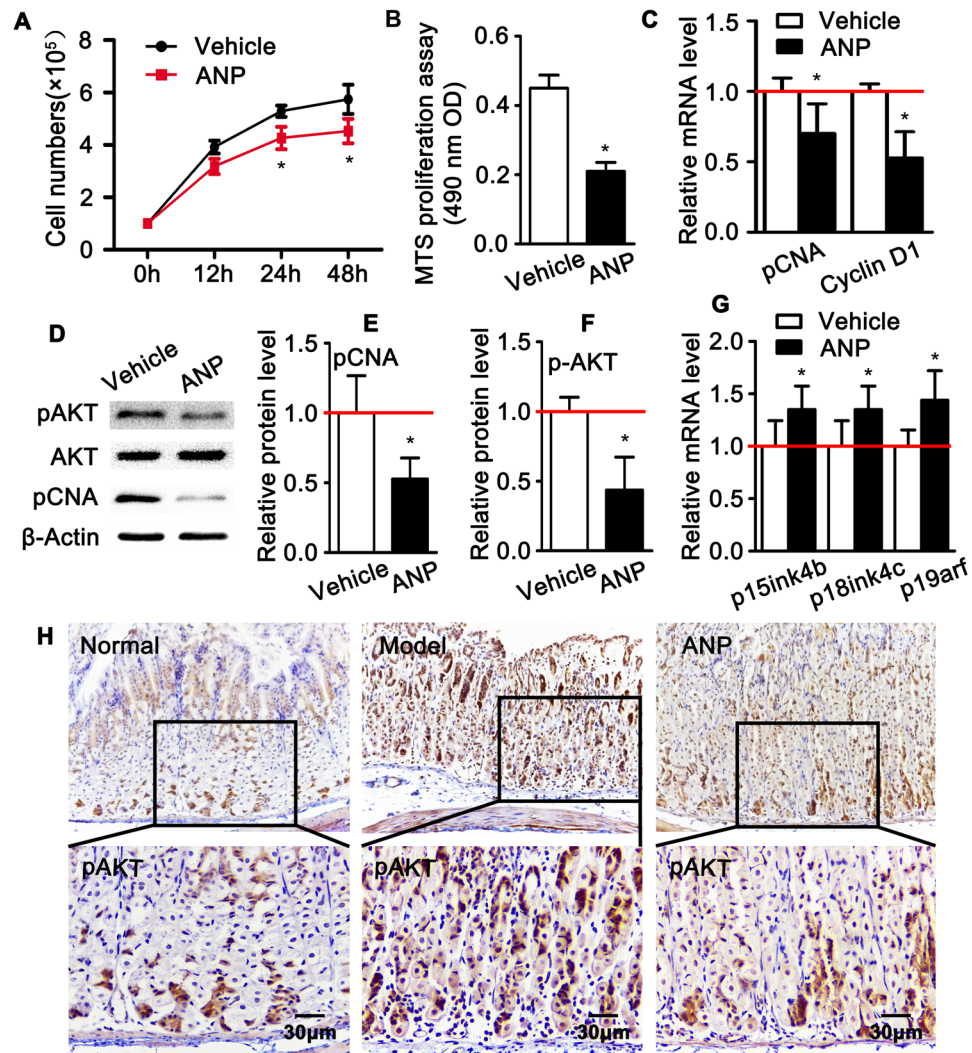 A
Cell numbers(×10⁵)
8
6
4
2
0
Vehicle
ANP
*
*
0h
12h
24h
48h
B
MTS proliferation assay
(490 nm OD)
0.6
0.4
0.2
0.0
*
Vehicle
ANP
C
Vehicle
ANP
Relative mRNA level
1.5
1.0
0.5
0.0
*
*
pCNA
Cyclin D1
D
Vehicle
ANP
pAKT
AKT
pCNA
β-Actin
E
pCNA
Relative protein level
1.5
1.0
0.5
0.0
*
Vehicle
ANP
F
p-AKT
Relative protein level
1.5
1.0
0.5
0.0
*
Vehicle
ANP
G
Vehicle
ANP
Relative mRNA level
2.0
1.5
1.0
0.5
0.0
*
*
*
p15ink4b
p18ink4c
p19arf
H
Normal
Model
ANP
pAKT
pAKT
pAKT
30μm
30μm
30μm